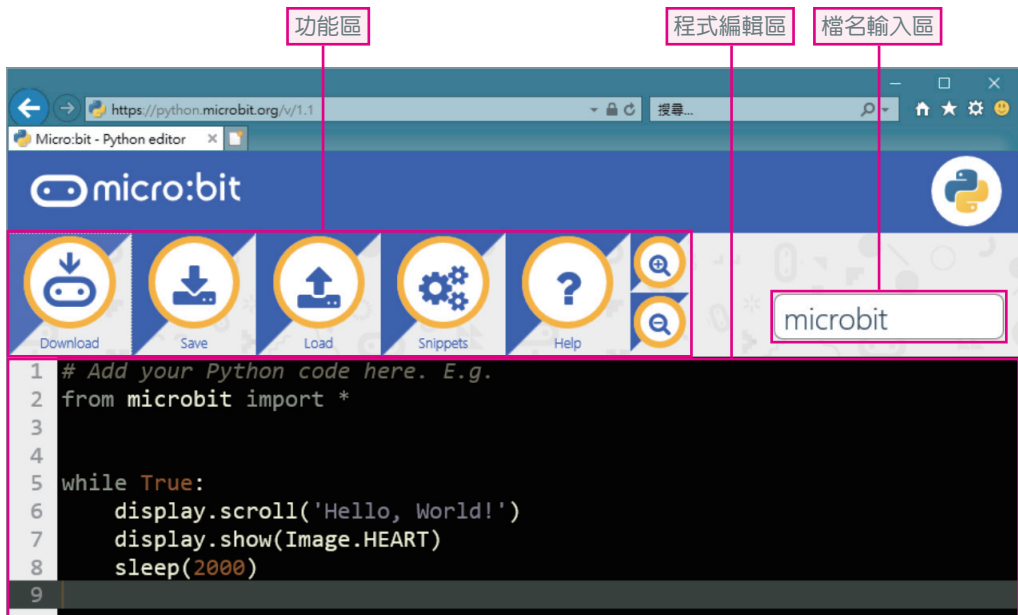 功能區
程式編輯區
檔名輸入區
https://python.microbit.org/v/1.1
搜尋...
Micro:bit - Python editor
micro:bit
Download
Save
Load
Snippets
Help
microbit
1 # Add your Python code here. E.g.
2 from microbit import *
3
4
5 while True:
6     display.scroll('Hello, World!')
7     display.show(Image.HEART)
8     sleep(2000)
9